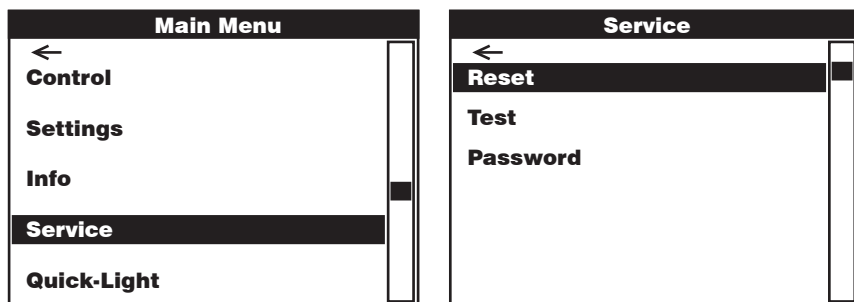 Main Menu
←
Control
Settings
Info
Service
Quick-Light
Service
←
Reset
Test
Password